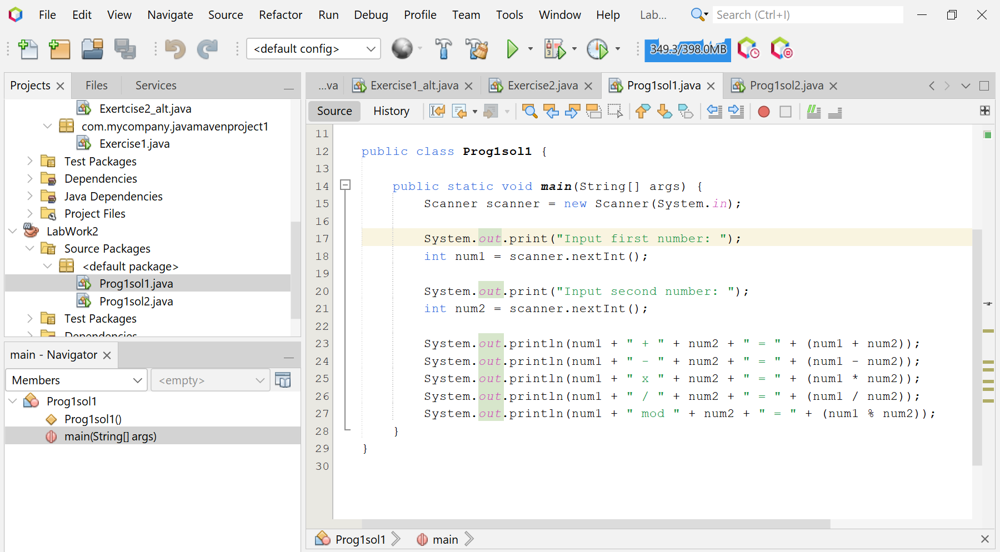 File Edit View Navigate Source Refactor Run Debug Profile Team Tools Window Help Lab... Search (Ctrl+I)
<default config> 349.3/398.0MB
Projects Files Services
...va Exercise1_alt.java Exercise2.java Prog1sol1.java Prog1sol2.java
Source History
Exertcise2_alt.java
com.mycompany.javamavenproject1
Exercise1.java
Test Packages
Dependencies
Java Dependencies
Project Files
LabWork2
Source Packages
<default package>
Prog1sol1.java
Prog1sol2.java
Test Packages
Dependencies
main - Navigator
Members <empty>
Prog1sol1
Prog1sol1()
main(String[] args)
11
12 public class Prog1sol1 {
13
14 public static void main(String[] args) {
15 Scanner scanner = new Scanner(System.in);
16
17 System.out.print("Input first number: ");
18 int num1 = scanner.nextInt();
19
20 System.out.print("Input second number: ");
21 int num2 = scanner.nextInt();
22
23 System.out.println(num1 + " + " + num2 + " = " + (num1 + num2));
24 System.out.println(num1 + " - " + num2 + " = " + (num1 - num2));
25 System.out.println(num1 + " x " + num2 + " = " + (num1 * num2));
26 System.out.println(num1 + " / " + num2 + " = " + (num1 / num2));
27 System.out.println(num1 + " mod " + num2 + " = " + (num1 % num2));
28 }
29 }
30
Prog1sol1 main